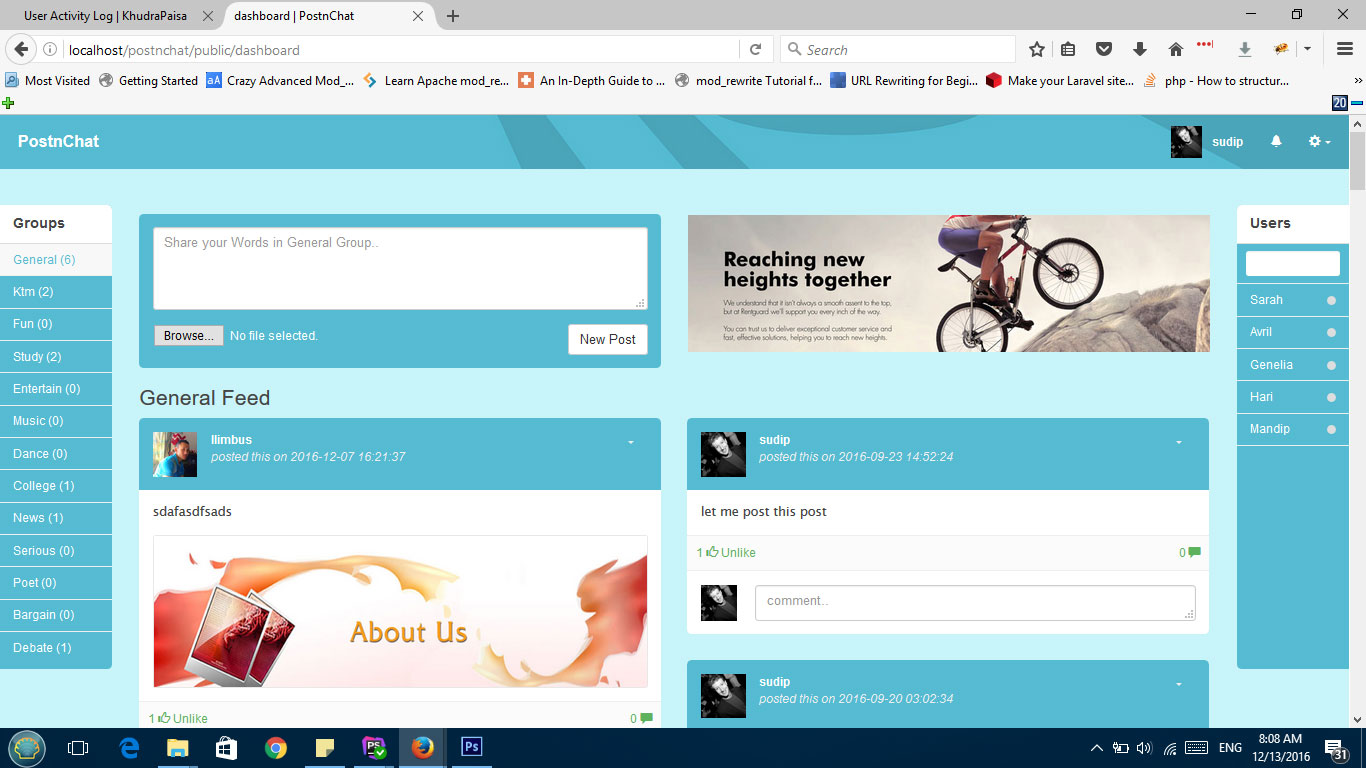 User Activity Log | KhudraPaisa
dashboard | PostnChat
localhost/postnchat/public/dashboard
Search
Most Visited
Getting Started
Crazy Advanced Mod_...
Learn Apache mod_re...
An In-Depth Guide to ...
mod_rewrite Tutorial f...
URL Rewriting for Begi...
Make your Laravel site...
php - How to structur...
20
PostnChat
sudip
Groups
General (6)
Ktm (2)
Fun (0)
Study (2)
Entertain (0)
Music (0)
Dance (0)
College (1)
News (1)
Serious (0)
Poet (0)
Bargain (0)
Debate (1)
Share your Words in General Group..
Browse... No file selected.
New Post
Reaching new
heights together
We understand that it isn't always a smooth assent to the top,
but at Rentguard we'll support you every inch of the way.
You can trust us to deliver exceptional customer service and
fast, effective solutions, helping you to reach new heights.
General Feed
llimbus
posted this on 2016-12-07 16:21:37
sdafasdfsads
About Us
1 Unlike
0
sudip
posted this on 2016-09-23 14:52:24
let me post this post
1 Unlike
0
comment..
sudip
posted this on 2016-09-20 03:02:34
Users
Sarah
Avril
Genelia
Hari
Mandip
PS
Ps
ENG
8:08 AM
12/13/2016
31